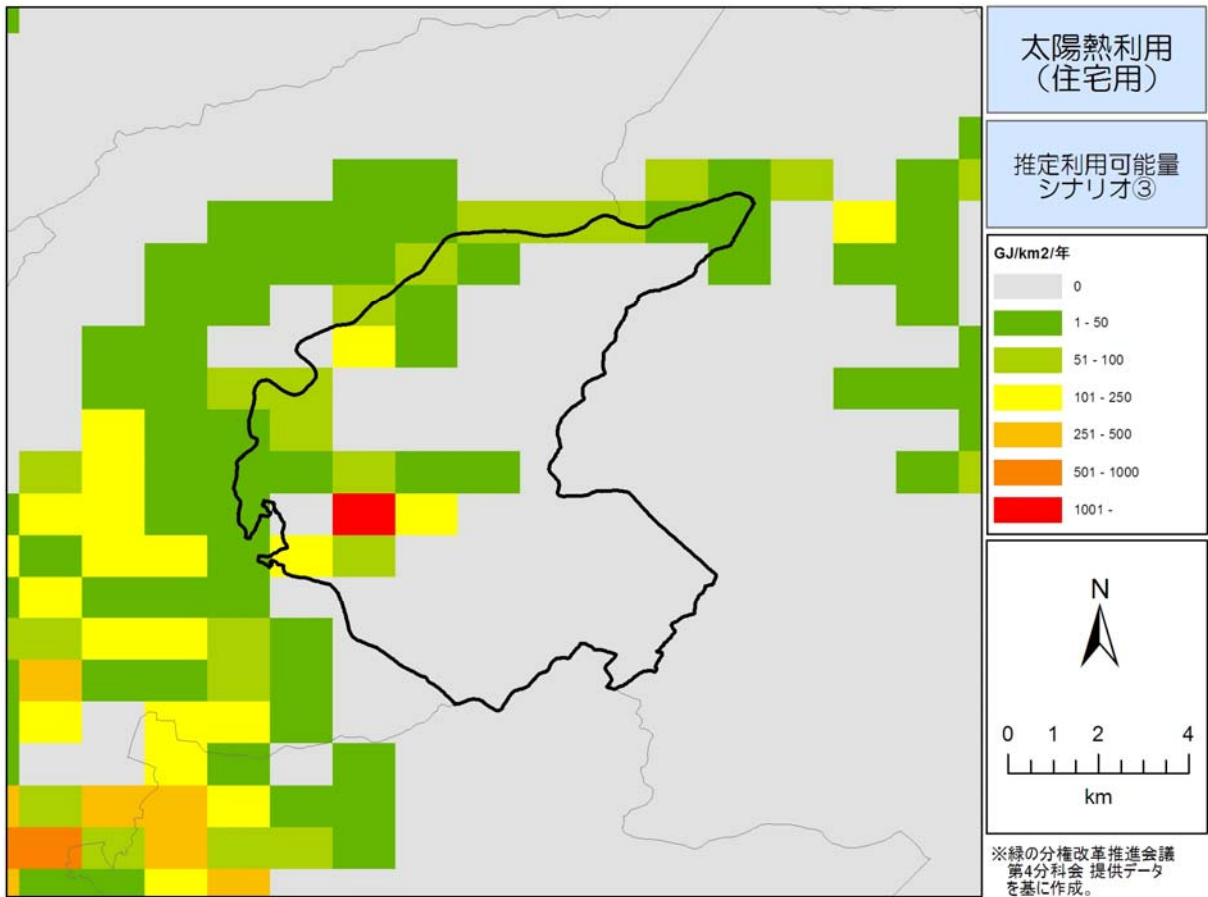 太陽熱利用
（住宅用）
推定利用可能量
シナリオ③
GJ/km2/年
0
1 - 50
51 - 100
101 - 250
251 - 500
501 - 1000
1001 -
N
0 1 2 4
km
※緑の分権改革推進会議
第4分科会 提供データ
を基に作成。